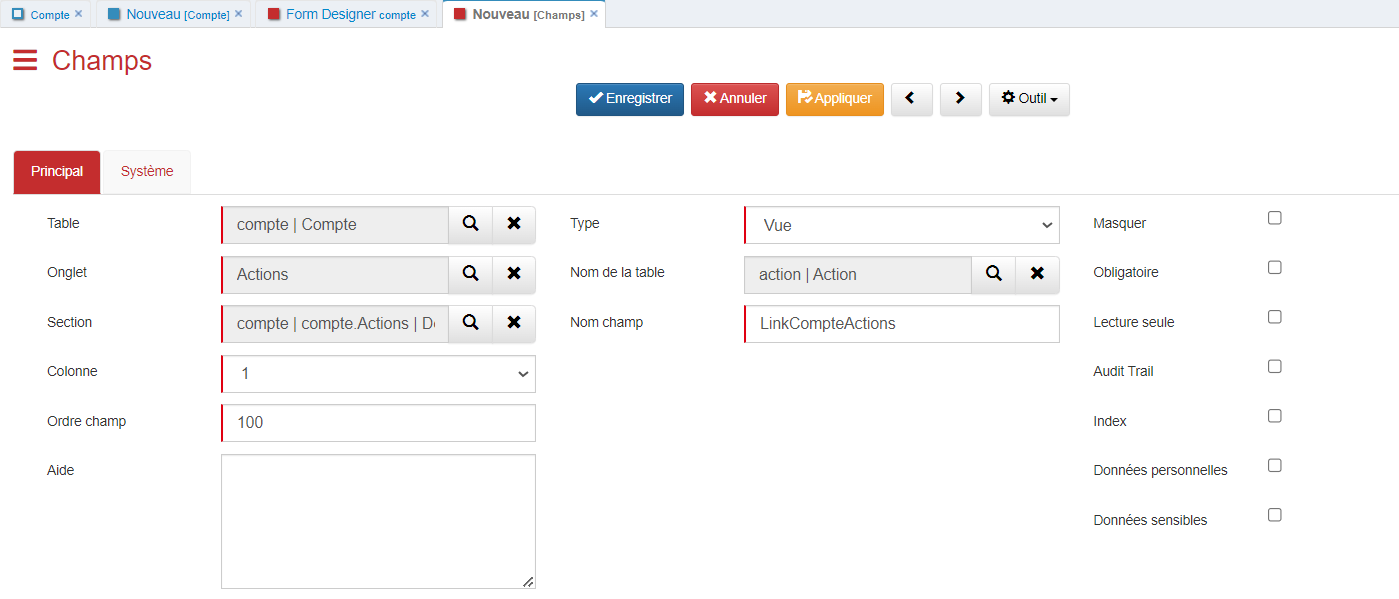 Compte × Nouveau [Compte] × Form Designer compte × Nouveau [Champs] ×
Champs
Enregistrer Annuler Appliquer Outil
Principal Système
Table compte | Compte Type Vue Masquer
Onglet Actions Nom de la table action | Action Obligatoire
Section compte | compte.Actions | De Nom champ LinkCompteActions Lecture seule
Colonne 1 Audit Trail
Ordre champ 100 Index
Aide Données personnelles
Données sensibles